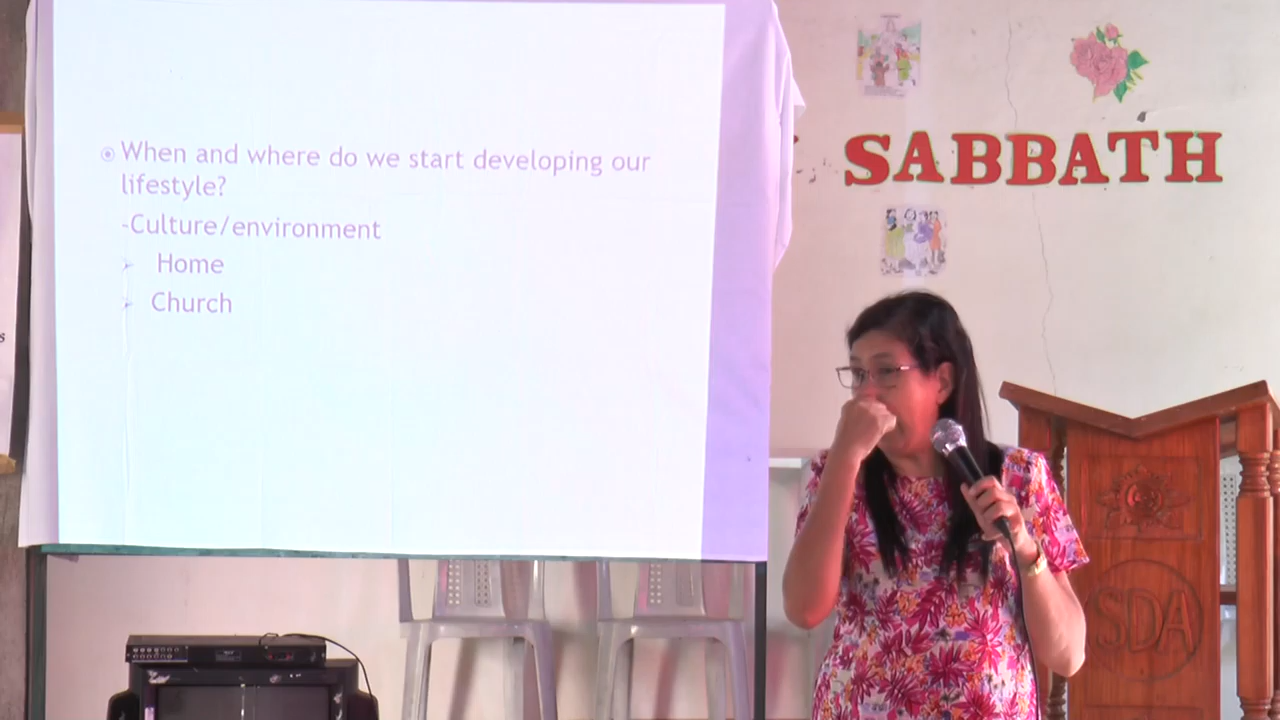 When and where do we start developing our
lifestyle?
-Culture/environment
Home
Church
SABBATH
SDA
s